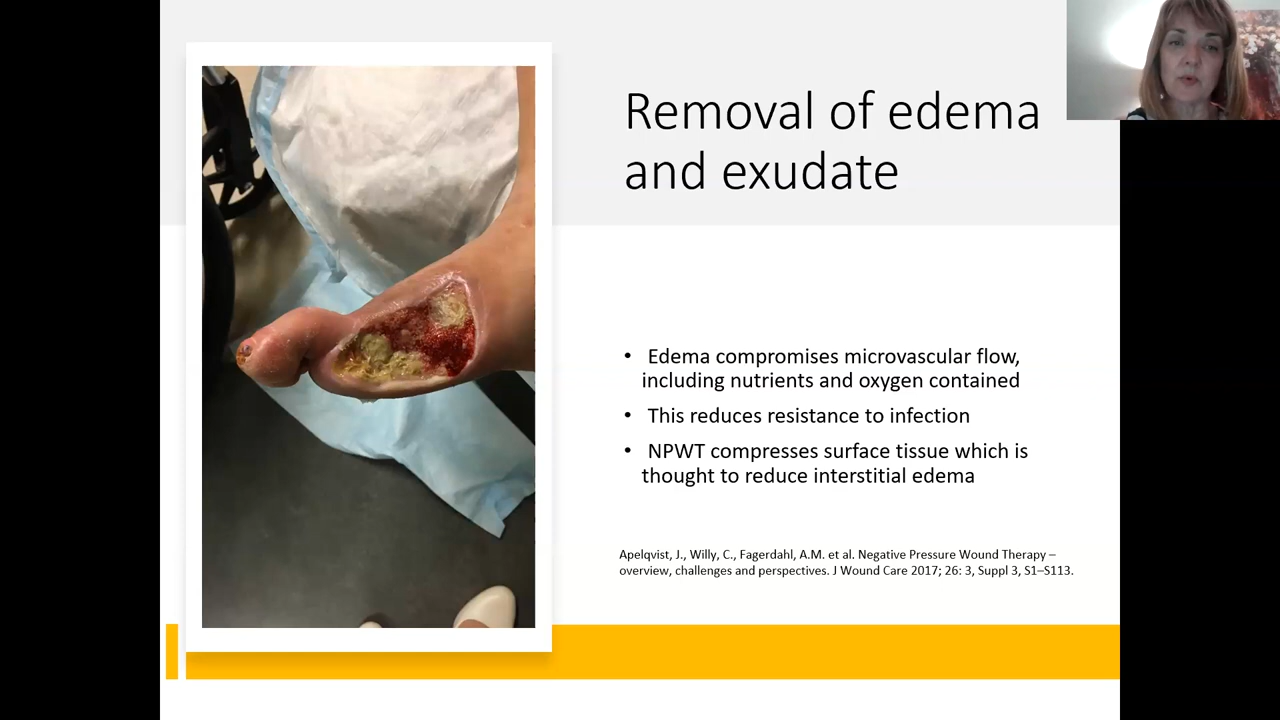 Removal of edema
and exudate
• Edema compromises microvascular flow,
including nutrients and oxygen contained
• This reduces resistance to infection
• NPWT compresses surface tissue which is
thought to reduce interstitial edema
Apelqvist, J., Willy, C., Fagerdahl, A.M. et al. Negative Pressure Wound Therapy –
overview, challenges and perspectives. J Wound Care 2017; 26: 3, Suppl 3, S1–S113.